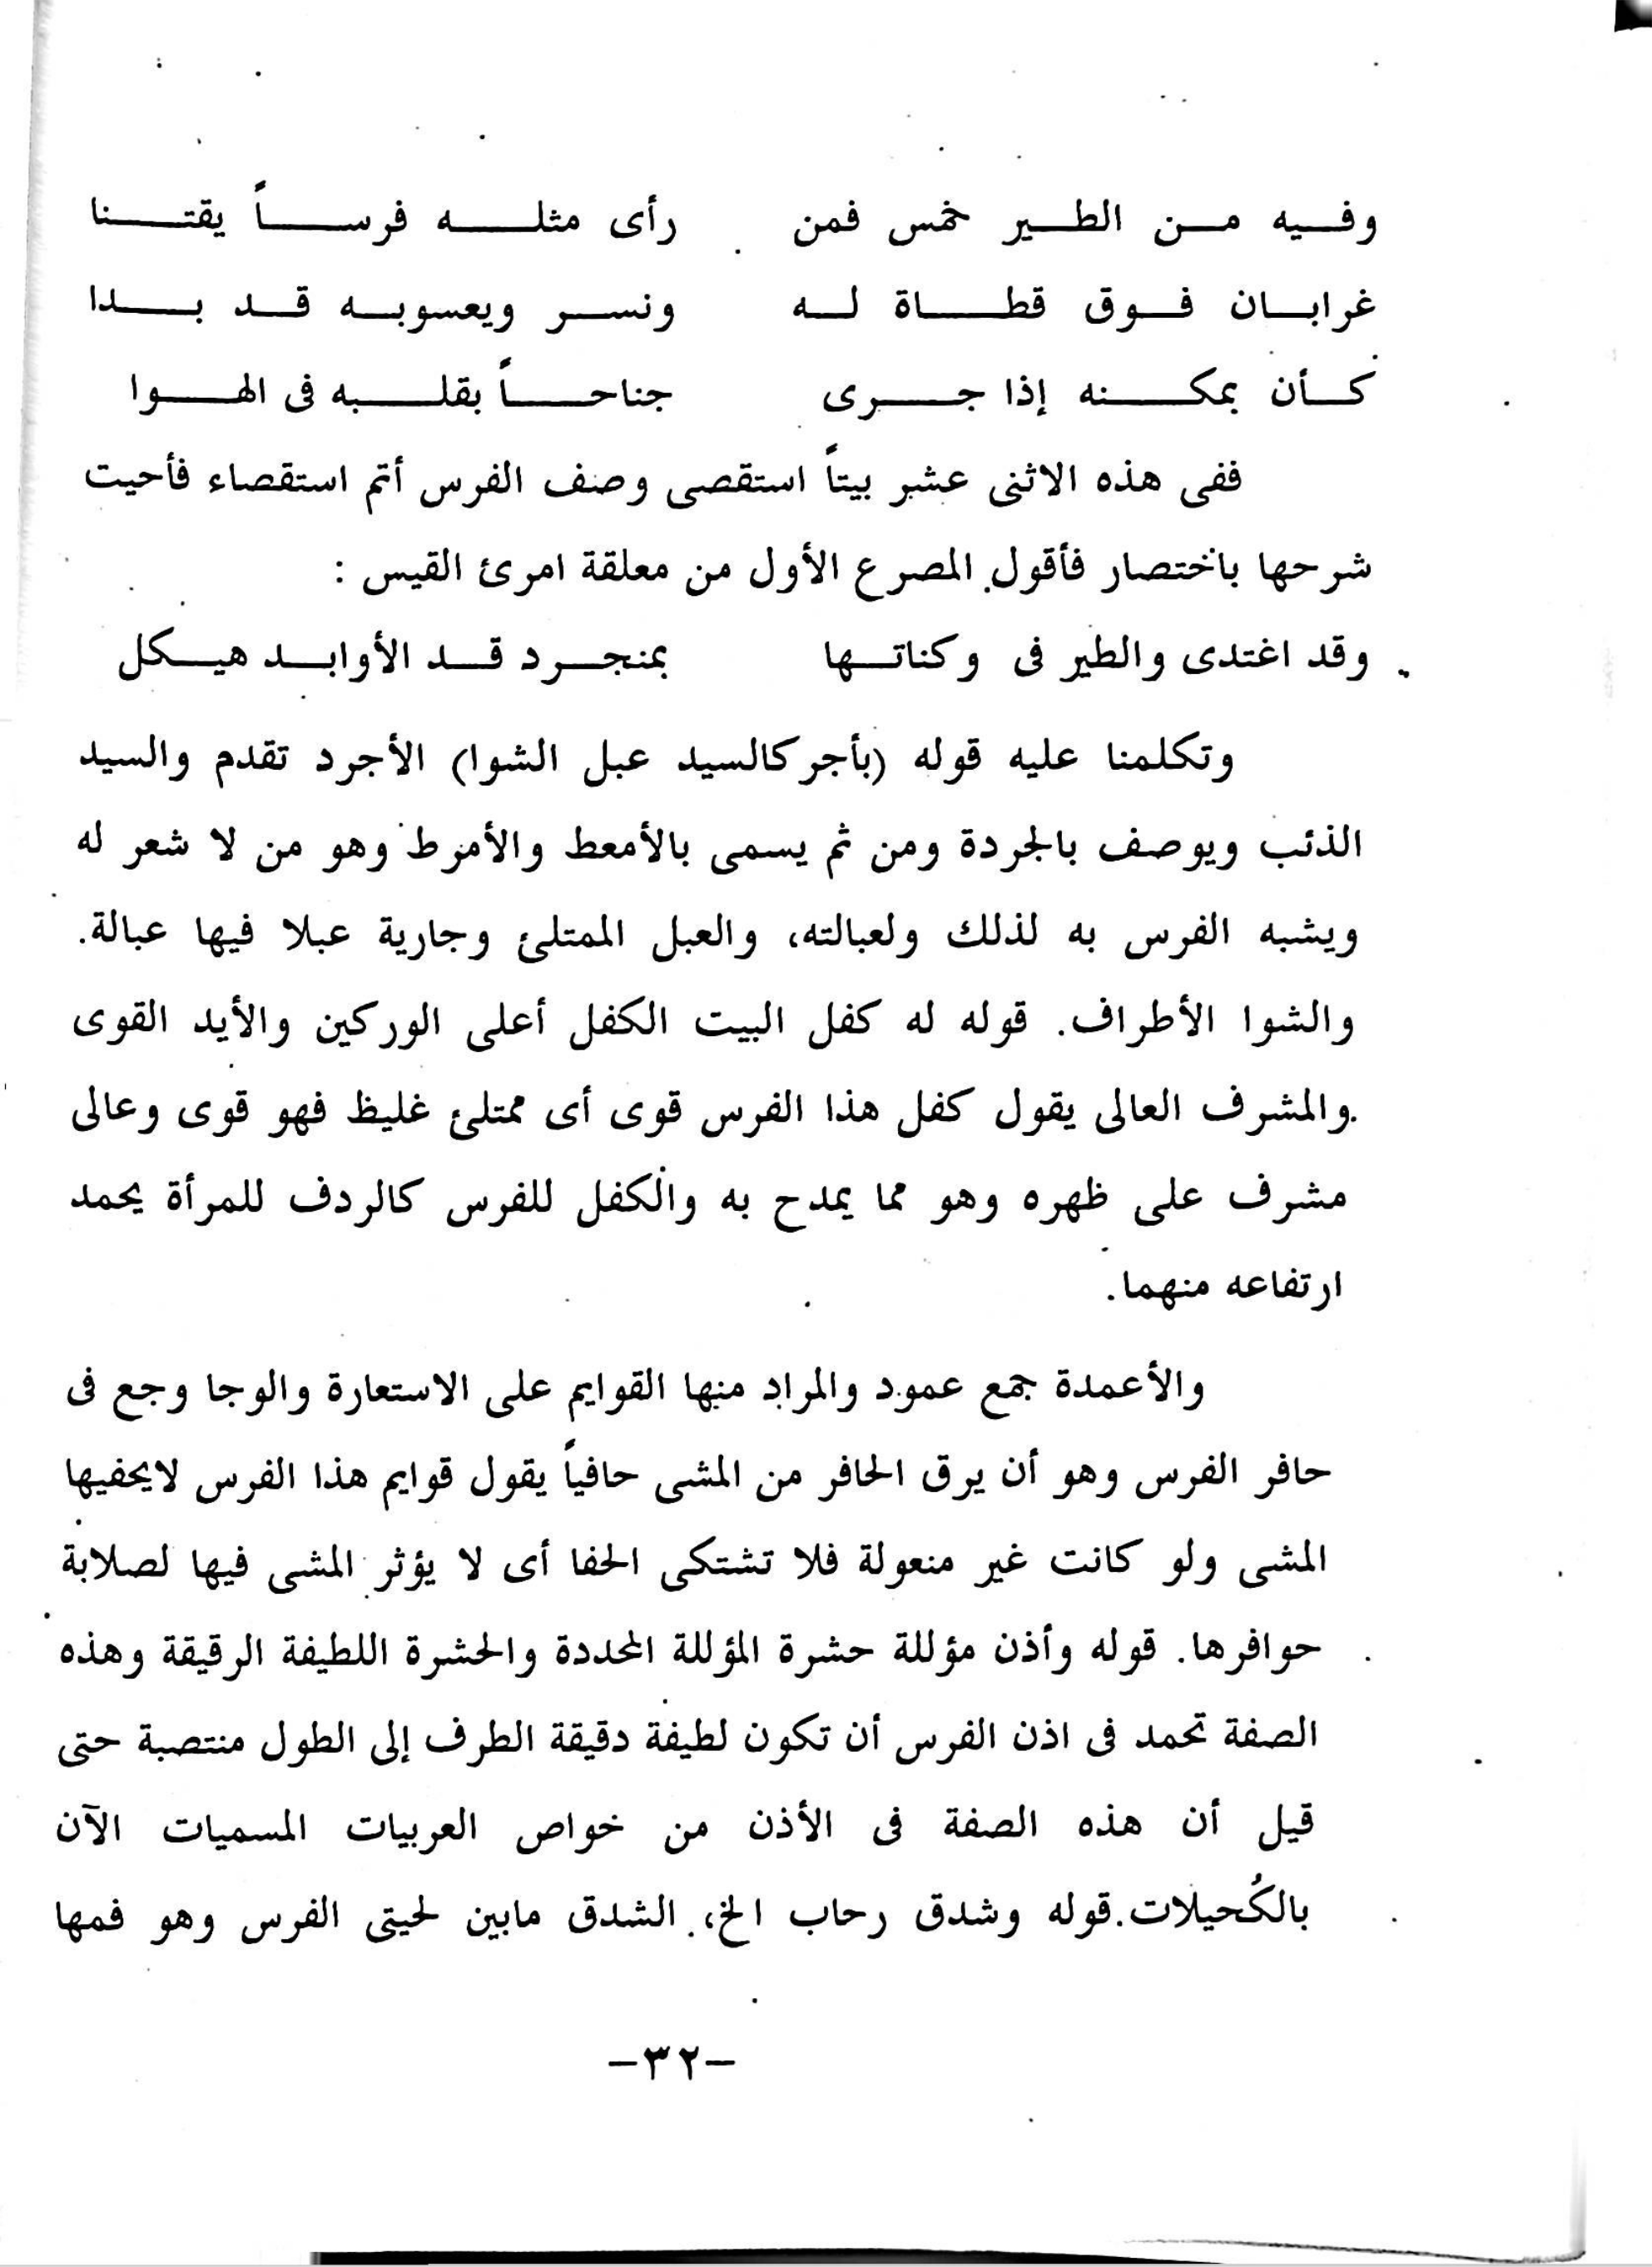 وفيه من الطير خمس فمن رأى مثله فرساً يقتنا
غرابان فوق قطاة له ونسر ويعسوبه قد بدا
كأن بمكنه إذا جرى جناحاً بقلبه فى الهوا
ففى هذه الاثنى عشر بيتاً استقصى وصف الفرس أتم استقصاء فأحيت
شرحها باختصار فأقول المصرع الأول من معلقة امرئ القيس :
وقد اغتدى والطير فى وكناتها بمنجرد قد الأوابد هيكل
وتكلمنا عليه قوله (بأجر كالسيد عبل الشوا) الأجرد تقدم والسيد
الذئب ويوصف بالجردة ومن ثم يسمى بالأمعط والأمرط وهو من لا شعر له
ويشبه الفرس به لذلك ولعبالته، والعبل الممتلئ وجارية عبلا فيها عبالة.
والشوا الأطراف. قوله له كفل البيت الكفل أعلى الوركين والأيد القوى
والمشرف العالى يقول كفل هذا الفرس قوى أى ممتلئ غليظ فهو قوى وعالى
مشرف على ظهره وهو مما يمدح به والكفل للفرس كالردف للمرأة يحمد
ارتفاعه منهما.
والأعمدة جمع عمود والمراد منها القوايم على الاستعارة والوجا وجع فى
حافر الفرس وهو أن يرق الحافر من المشى حافياً يقول قوايم هذا الفرس لايحفيها
المشى ولو كانت غير منعولة فلا تشتكى الحفا أى لا يؤثر المشى فيها لصلابة
حوافرها. قوله وأذن مؤللة حشرة المؤللة المحددة والحشرة اللطيفة الرقيقة وهذه
الصفة تحمد فى اذن الفرس أن تكون لطيفة دقيقة الطرف إلى الطول منتصبة حتى
قيل أن هذه الصفة فى الأذن من خواص العربيات المسميات الآن
بالكُحيلات.قوله وشدق رحاب الخ، الشدق مابين لحيتى الفرس وهو فمها
-٣٢-